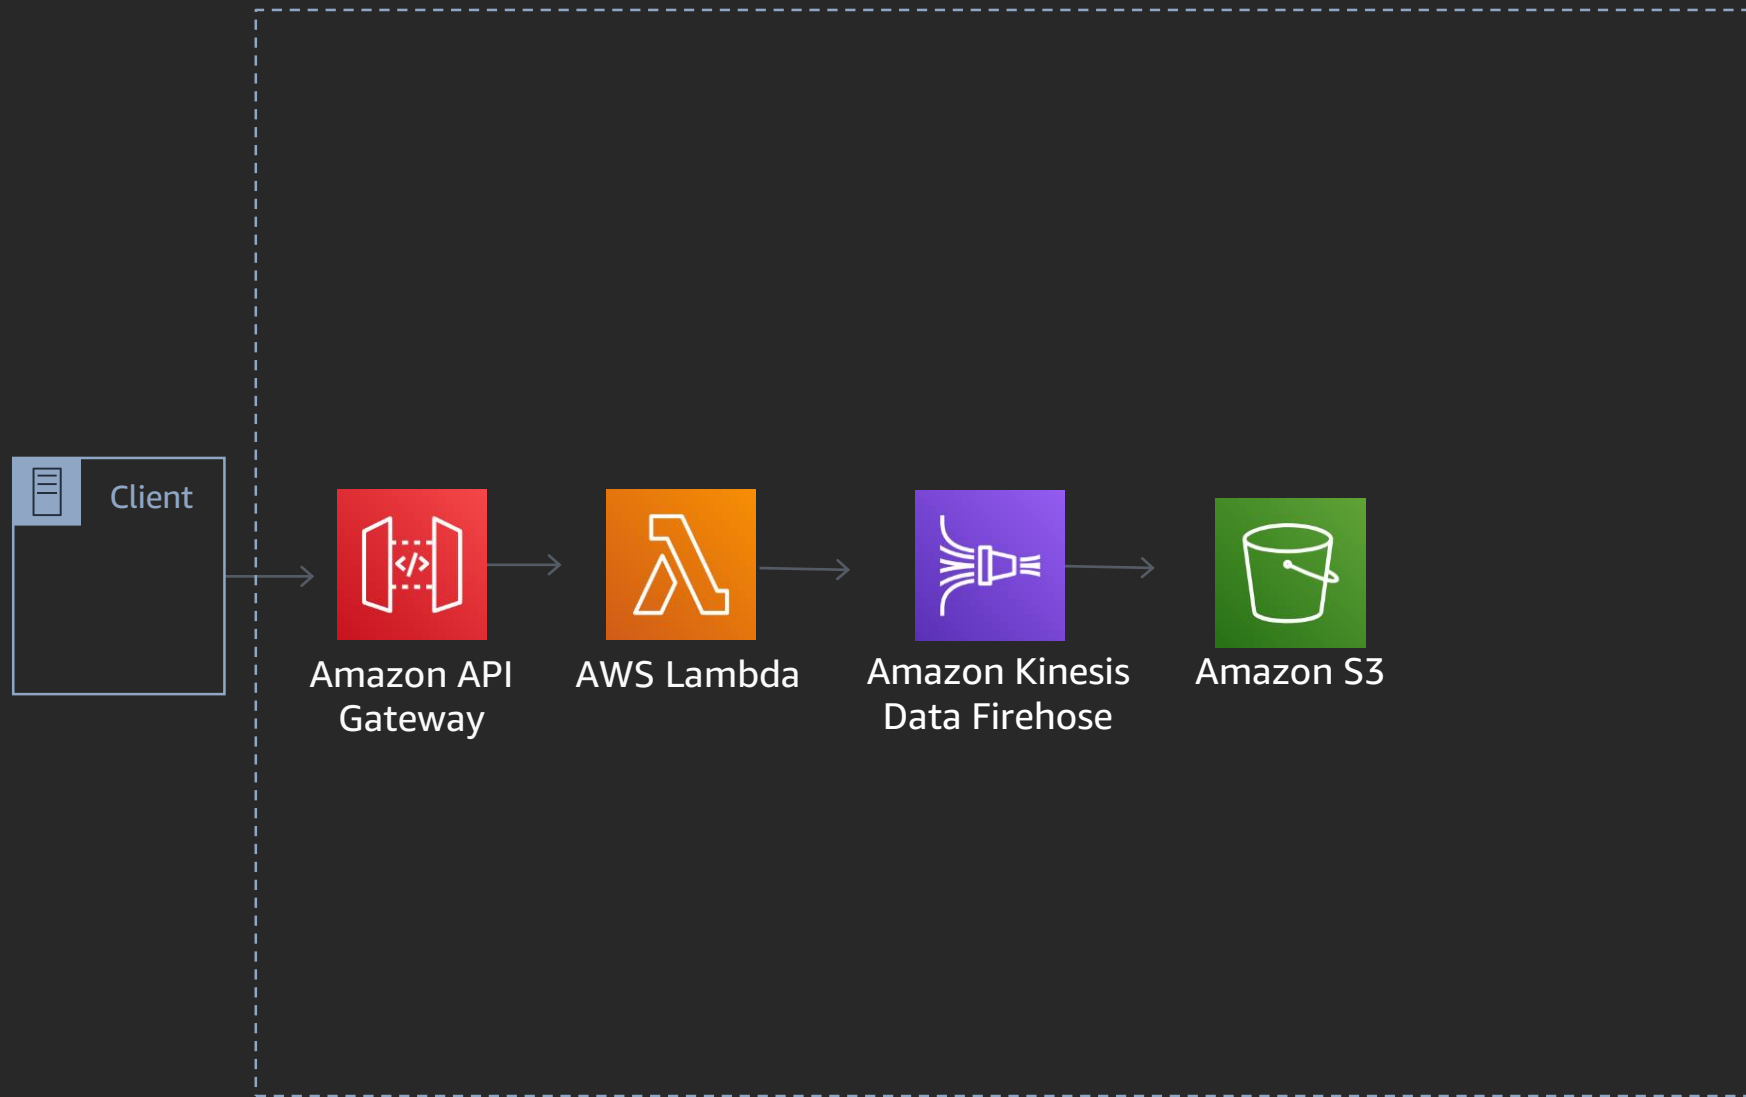 Client
</>
Amazon API
Gateway
AWS Lambda
Amazon Kinesis
Data Firehose
Amazon S3